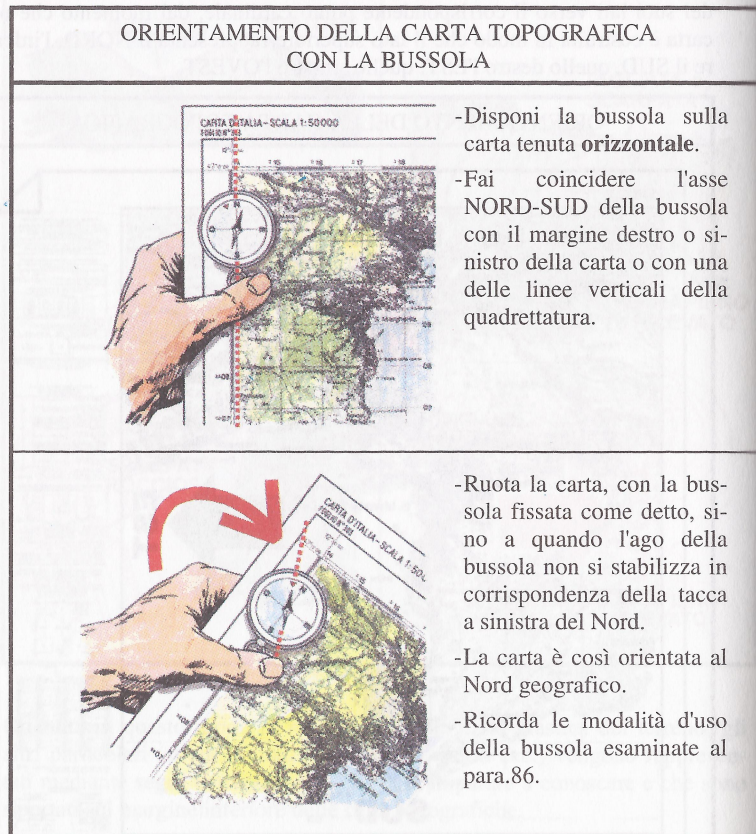 ORIENTAMENTO DELLA CARTA TOPOGRAFICA
CON LA BUSSOLA
CARTA D'ITALIA - SCALA 1:50000
-Disponi la bussola sulla
carta tenuta orizzontale.
-Fai coincidere l'asse
NORD-SUD della bussola
con il margine destro o si-
nistro della carta o con una
delle linee verticali della
quadrettatura.
CARTA D'ITALIA - SCALA 1:50
-Ruota la carta, con la bus-
sola fissata come detto, si-
no a quando l'ago della
bussola non si stabilizza in
corrispondenza della tacca
a sinistra del Nord.
-La carta è così orientata al
Nord geografico.
-Ricorda le modalità d'uso
della bussola esaminate al
para.86.